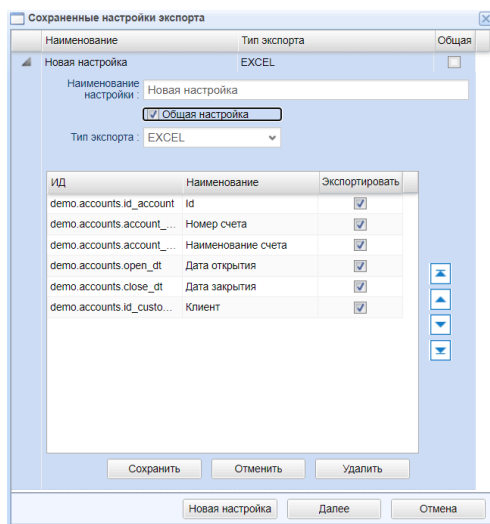 Сохраненные настройки экспорта
Наименование Тип экспорта Общая
Новая настройка EXCEL
Наименование настройки : Новая настройка
Общая настройка
Тип экспорта : EXCEL
ИД Наименование Экспортировать
demo.accounts.id_account Id
demo.accounts.account_... Номер счета
demo.accounts.account_... Наименование счета
demo.accounts.open_dt Дата открытия
demo.accounts.close_dt Дата закрытия
demo.accounts.id_custo... Клиент
Сохранить Отменить Удалить
Новая настройка Далее Отмена